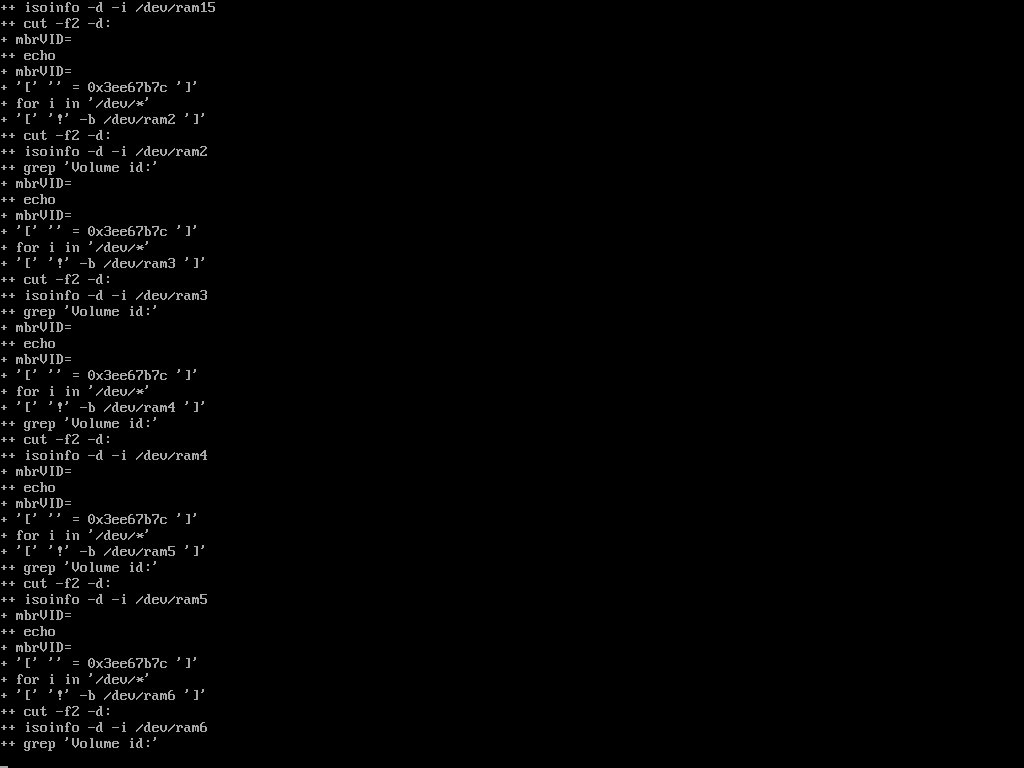 ++ isoinfo -d -i /dev/ram15
++ cut -f2 -d:
+ mbrVID=
++ echo
+ mbrVID=
+ '[' '' = 0x3ee67b7c ']'
+ for i in '/dev/*'
+ '[' '!' -b /dev/ram2 ']'
++ cut -f2 -d:
++ isoinfo -d -i /dev/ram2
++ grep 'Volume id:'
+ mbrVID=
++ echo
+ mbrVID=
+ '[' '' = 0x3ee67b7c ']'
+ for i in '/dev/*'
+ '[' '!' -b /dev/ram3 ']'
++ cut -f2 -d:
++ isoinfo -d -i /dev/ram3
++ grep 'Volume id:'
+ mbrVID=
++ echo
+ mbrVID=
+ '[' '' = 0x3ee67b7c ']'
+ for i in '/dev/*'
+ '[' '!' -b /dev/ram4 ']'
++ grep 'Volume id:'
++ cut -f2 -d:
++ isoinfo -d -i /dev/ram4
+ mbrVID=
++ echo
+ mbrVID=
+ '[' '' = 0x3ee67b7c ']'
+ for i in '/dev/*'
+ '[' '!' -b /dev/ram5 ']'
++ grep 'Volume id:'
++ cut -f2 -d:
++ isoinfo -d -i /dev/ram5
+ mbrVID=
++ echo
+ mbrVID=
+ '[' '' = 0x3ee67b7c ']'
+ for i in '/dev/*'
+ '[' '!' -b /dev/ram6 ']'
++ cut -f2 -d:
++ isoinfo -d -i /dev/ram6
++ grep 'Volume id:'